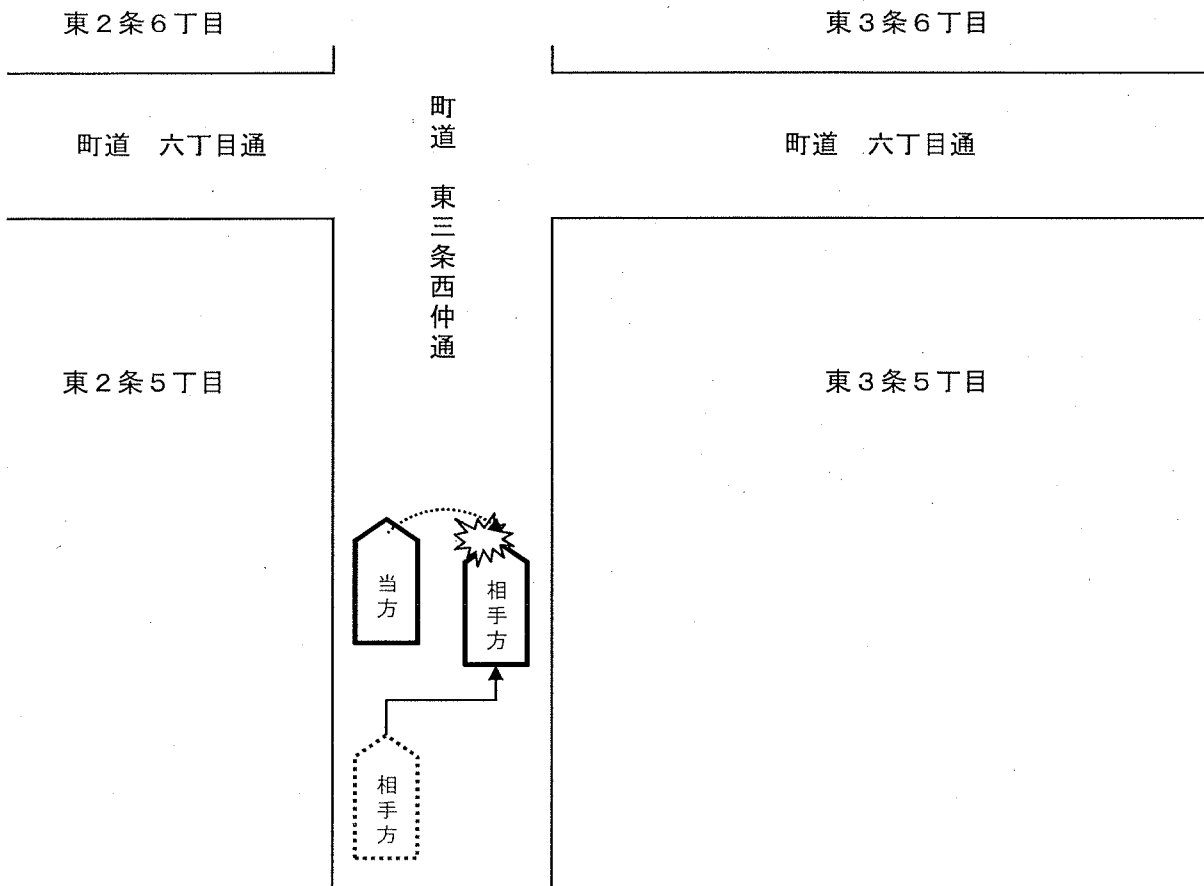 東2条6丁目
東3条6丁目
町道　東三条西仲通
町道　六丁目通
町道　六丁目通
東2条5丁目
東3条5丁目
当方
相手方
相手方